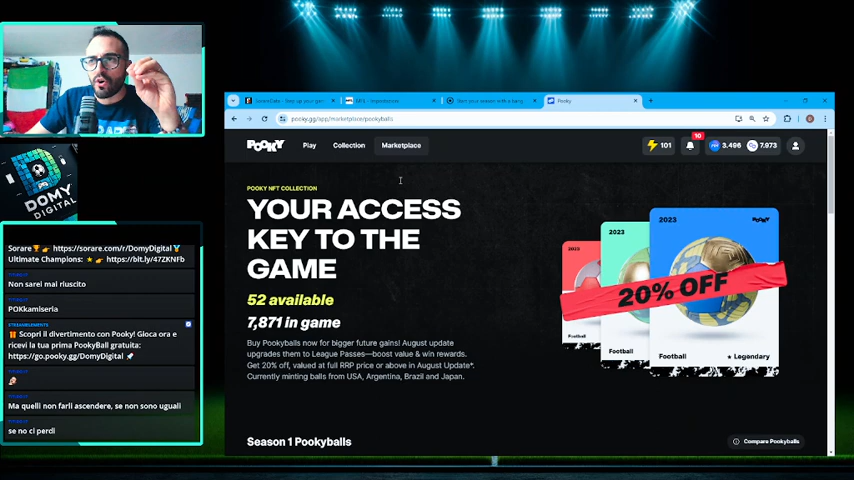 DOMY
DIGITAL
Sorare🏆 👉 https://sorare.com/r/DomyDigital🏅
Ultimate Champions: ⭐ 👉 https://bit.ly/47ZKNFb
Non sarei mai riuscito
POKkamiseria
STREAMELEMENTS
🎁 Scopri il divertimento con Pooky! Gioca ora e
ricevi la tua prima PookyBall gratuita:
https://go.pooky.gg/DomyDigital 🚀
Ma quelli non farli ascendere, se non sono uguali
se no ci perdi
Pooky
pooky.gg/app/marketplace/pookyballs
POOKY
Play
Collection
Marketplace
101
10
3.496
7.973
POOKY NFT COLLECTION
YOUR ACCESS
KEY TO THE
GAME
52 available
7,871 in game
Buy Pookyballs now for bigger future gains! August update
upgrades them to League Passes—boost value & win rewards.
Get 20% off, valued at full RRP price or above in August Update*.
Currently minting balls from USA, Argentina, Brazil and Japan.
2023
2023
2023
POOKY
20% OFF
Football
Football
Football
★ Legendary
Season 1 Pookyballs
Compare Pookyballs